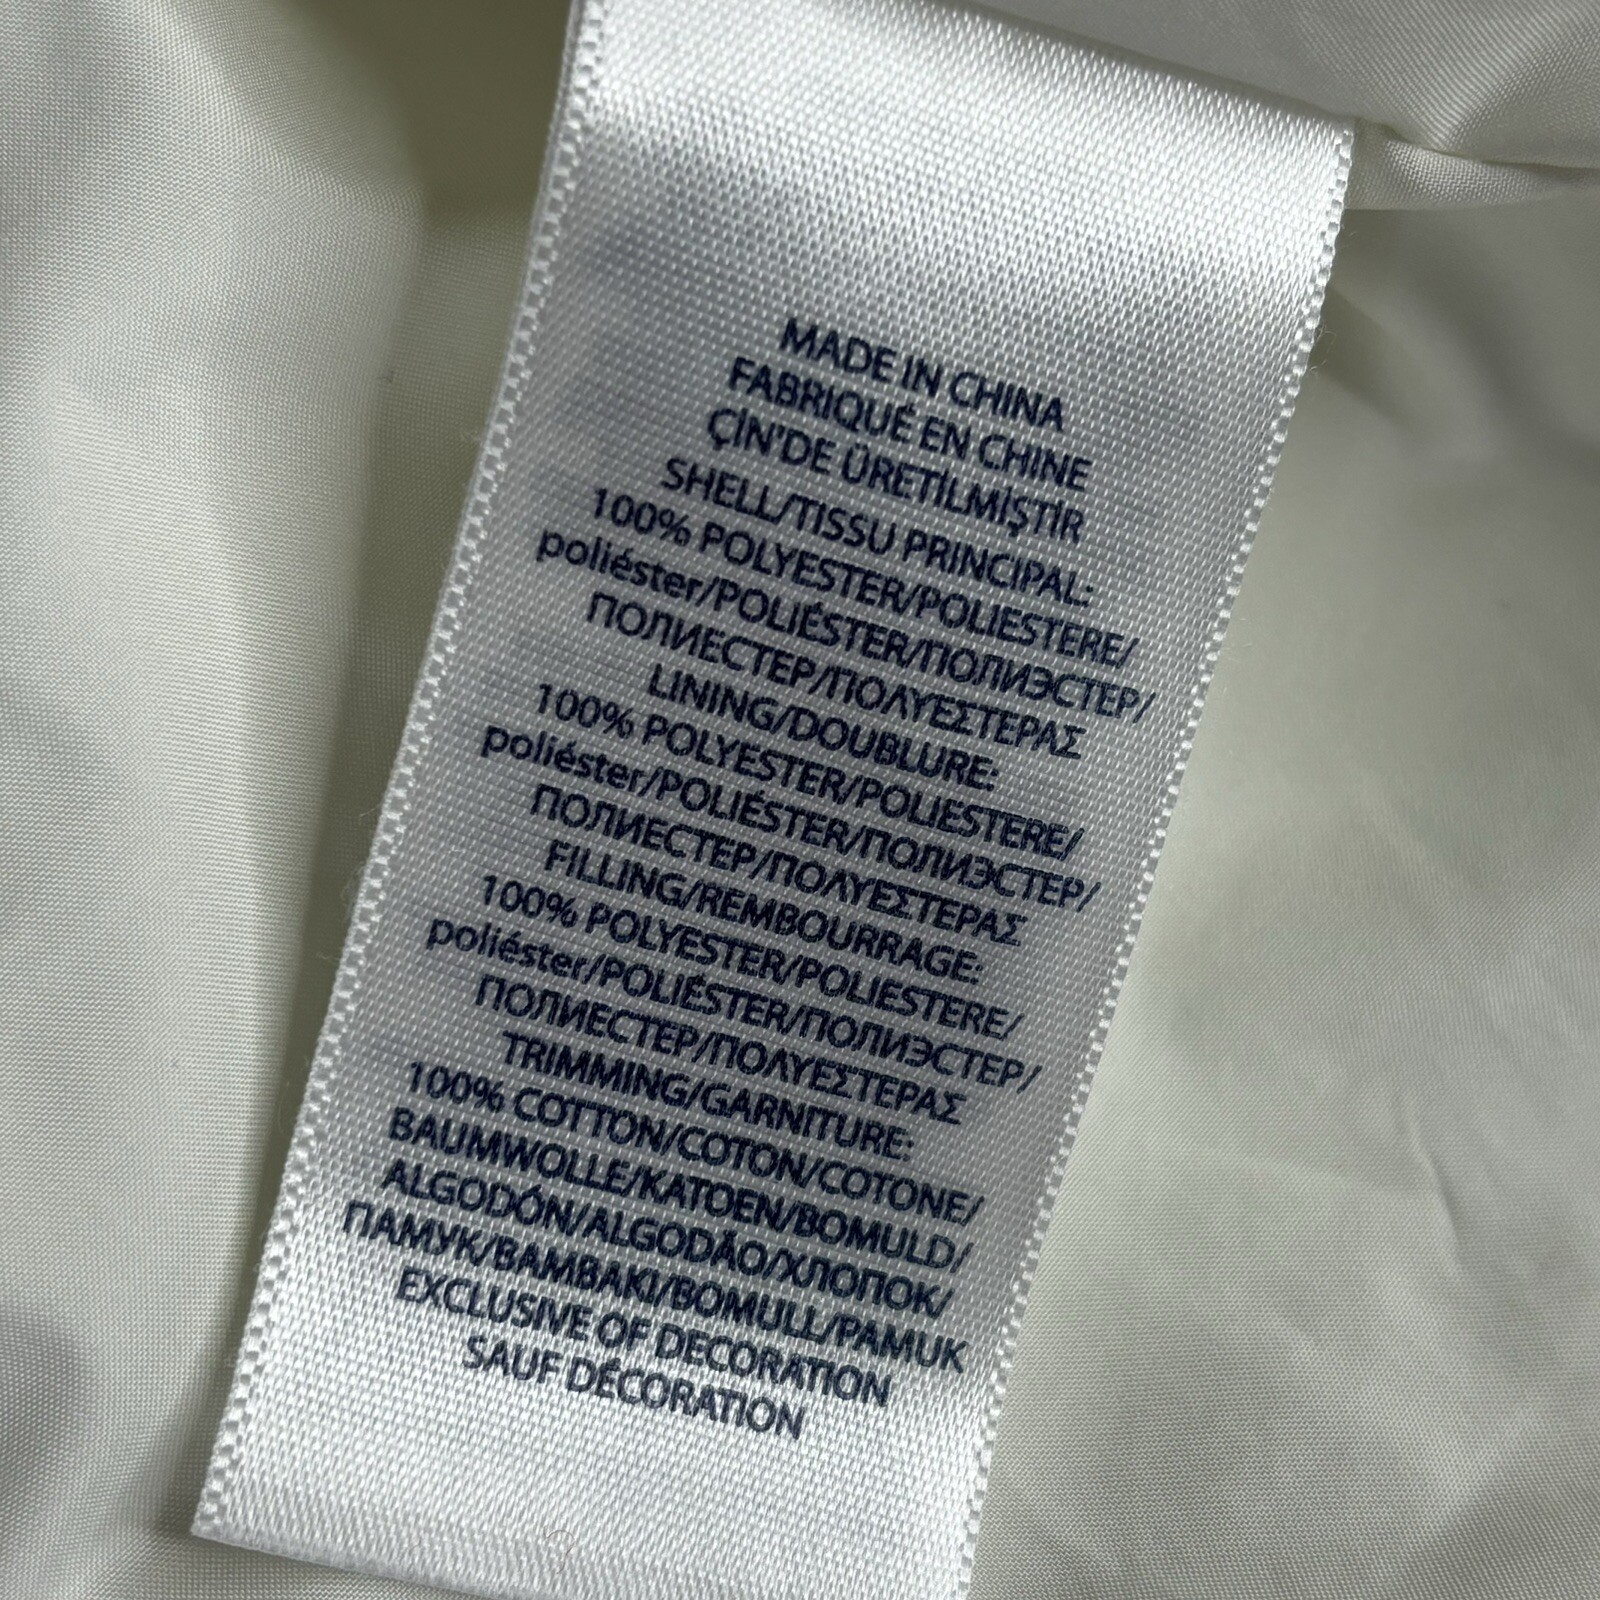 MADE IN CHINA
FABRIQUÉ EN CHINE
ÇİN'DE ÜRETİLMİŞTİR
SHELL/TISSU PRINCIPAL:
100% POLYESTER/POLIESTERE/
poliéster/POLIÉSTER/ПОЛИЭСТЕР/
ПОЛИЕСТЕР/ΠΟΛΥΕΣΤΕΡΑΣ
LINING/DOUBLURE:
100% POLYESTER/POLIESTERE/
poliéster/POLIÉSTER/ПОЛИЭСТЕР/
ПОЛИЕСТЕР/ΠΟΛΥΕΣΤΕΡΑΣ
FILLING/REMBOURRAGE:
100% POLYESTER/POLIESTERE/
poliéster/POLIÉSTER/ПОЛИЭСТЕР/
ПОЛИЕСТЕР/ΠΟΛΥΕΣΤΕΡΑΣ
TRIMMING/GARNITURE:
100% COTTON/COTON/COTONE/
BAUMWOLLE/KATOEN/BOMULD/
ALGODÓN/ALGODÃO/ХЛОПОК/
ПАМУК/ΒΑΜΒΑΚΙ/BOMULL/PAMUK
EXCLUSIVE OF DECORATION
SAUF DÉCORATION